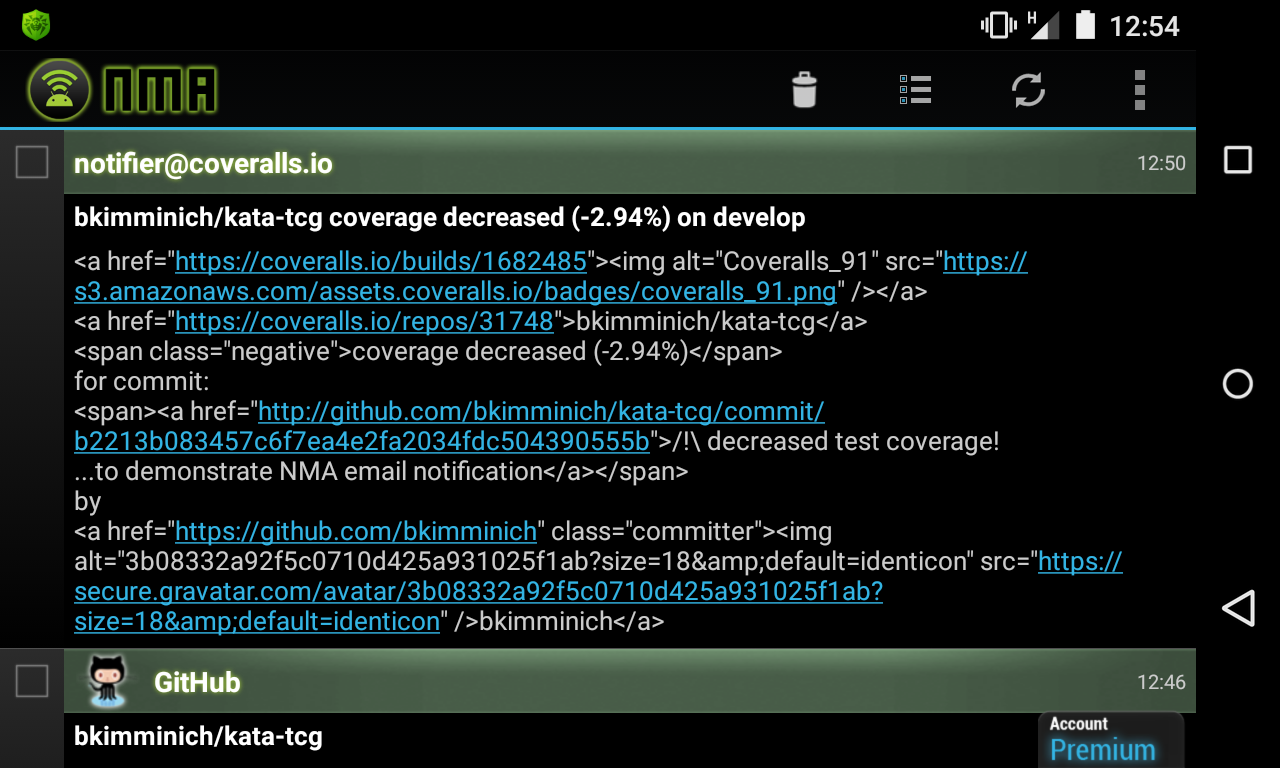 H
12:54
NMA
notifier@coveralls.io
12:50
bkimminich/kata-tcg coverage decreased (-2.94%) on develop
<a href="https://coveralls.io/builds/1682485"><img alt="Coveralls_91" src="https://
s3.amazonaws.com/assets.coveralls.io/badges/coveralls_91.png" /></a>
<a href="https://coveralls.io/repos/31748">bkimminich/kata-tcg</a>
<span class="negative">coverage decreased (-2.94%)</span>
for commit:
<span><a href="http://github.com/bkimminich/kata-tcg/commit/
b2213b083457c6f7ea4e2fa2034fdc504390555b">/!\ decreased test coverage!
...to demonstrate NMA email notification</a></span>
by
<a href="https://github.com/bkimminich" class="committer"><img
alt="3b08332a92f5c0710d425a931025f1ab?size=18&amp;default=identicon" src="https://
secure.gravatar.com/avatar/3b08332a92f5c0710d425a931025f1ab?
size=18&amp;default=identicon" />bkimminich</a>
GitHub
12:46
bkimminich/kata-tcg
Account
Premium